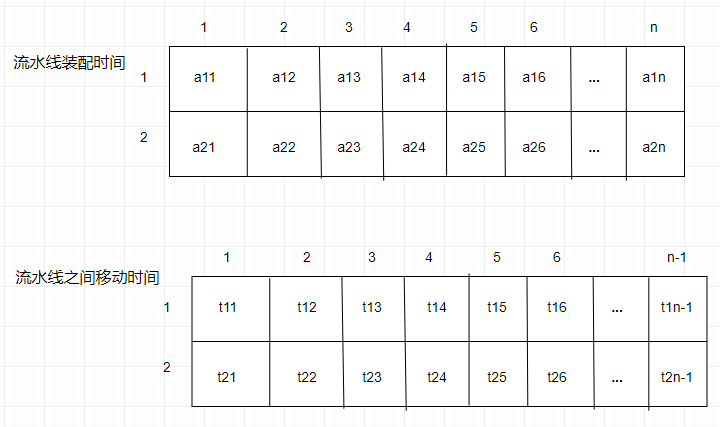 1 2 3 4 5 6 n
流水线装配时间
1 a11 a12 a13 a14 a15 a16 ... a1n
2 a21 a22 a23 a24 a25 a26 ... a2n
1 2 3 4 5 6 n-1
流水线之间移动时间
1 t11 t12 t13 t14 t15 t16 ... t1n-1
2 t21 t22 t23 t24 t25 t26 ... t2n-1